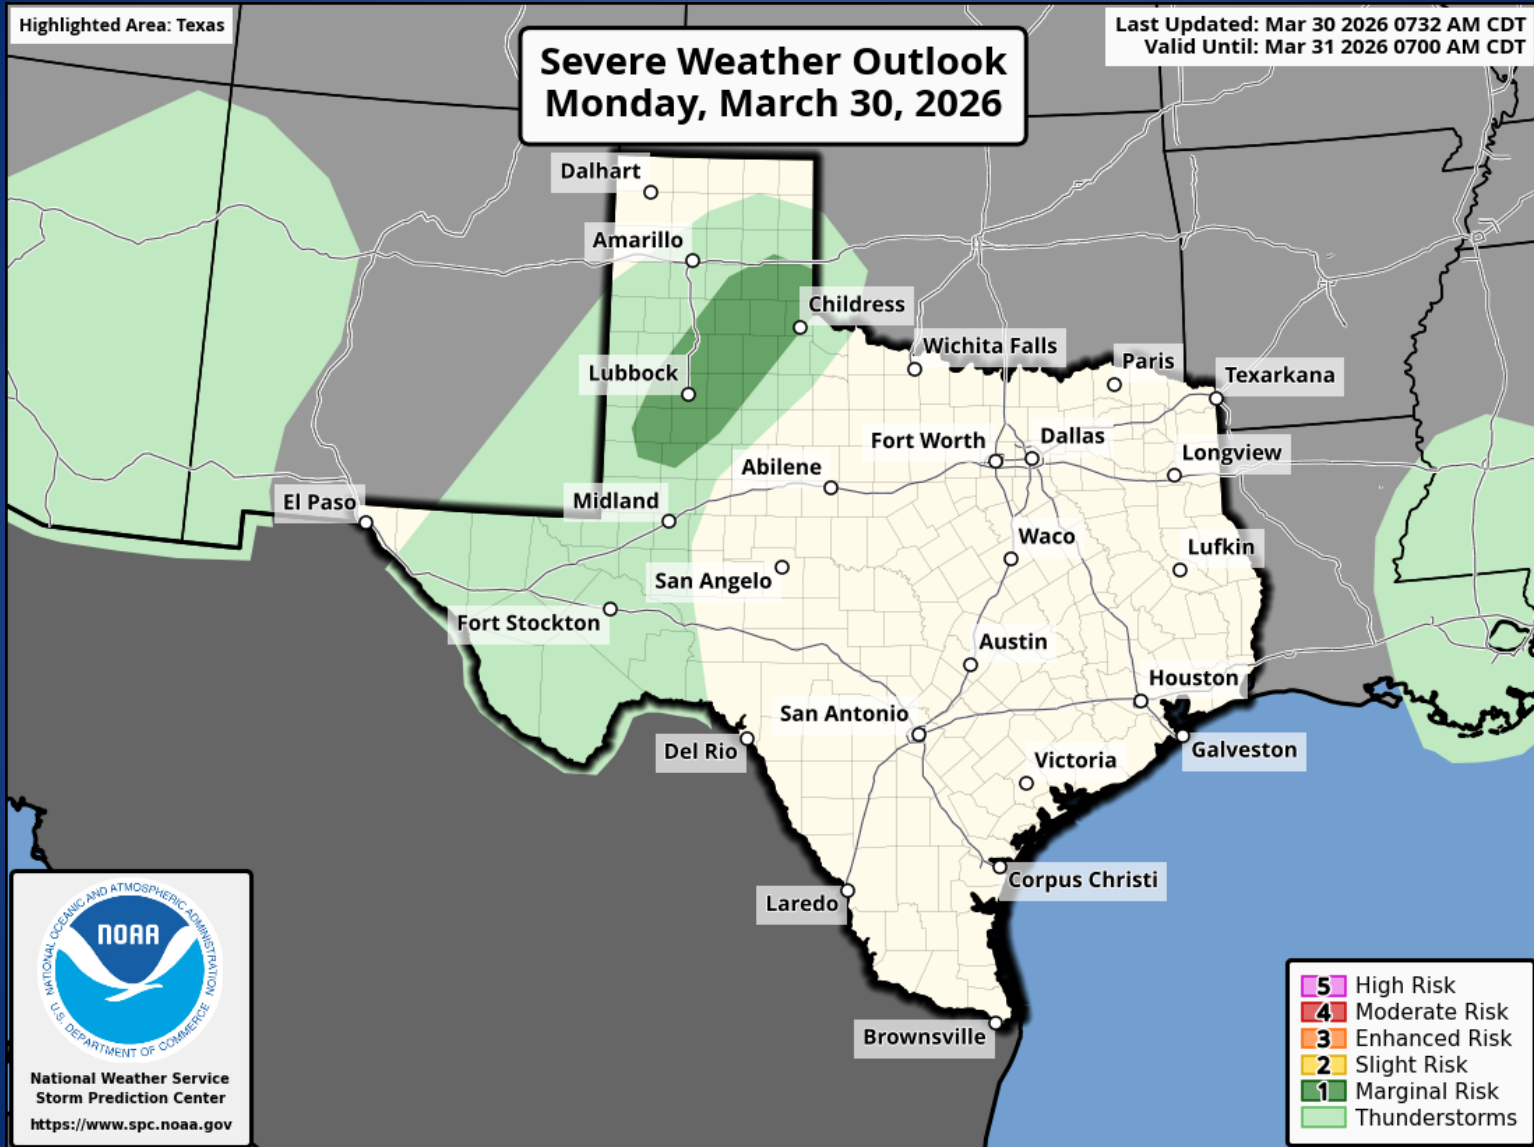 Highlighted Area: Texas
Severe Weather Outlook
Monday, March 30, 2026
Last Updated: Mar 30 2026 0732 AM CDT
Valid Until: Mar 31 2026 0700 AM CDT
Dalhart
Amarillo
Childress
Wichita Falls
Paris
Texarkana
Lubbock
Fort Worth
Dallas
Longview
Abilene
El Paso
Midland
Waco
Lufkin
San Angelo
Fort Stockton
Austin
Houston
San Antonio
Del Rio
Galveston
Victoria
Corpus Christi
Laredo
Brownsville
NATIONAL OCEANIC AND ATMOSPHERIC ADMINISTRATION
NOAA
U.S. DEPARTMENT OF COMMERCE
National Weather Service
Storm Prediction Center
https://www.spc.noaa.gov
5 High Risk
4 Moderate Risk
3 Enhanced Risk
2 Slight Risk
1 Marginal Risk
Thunderstorms